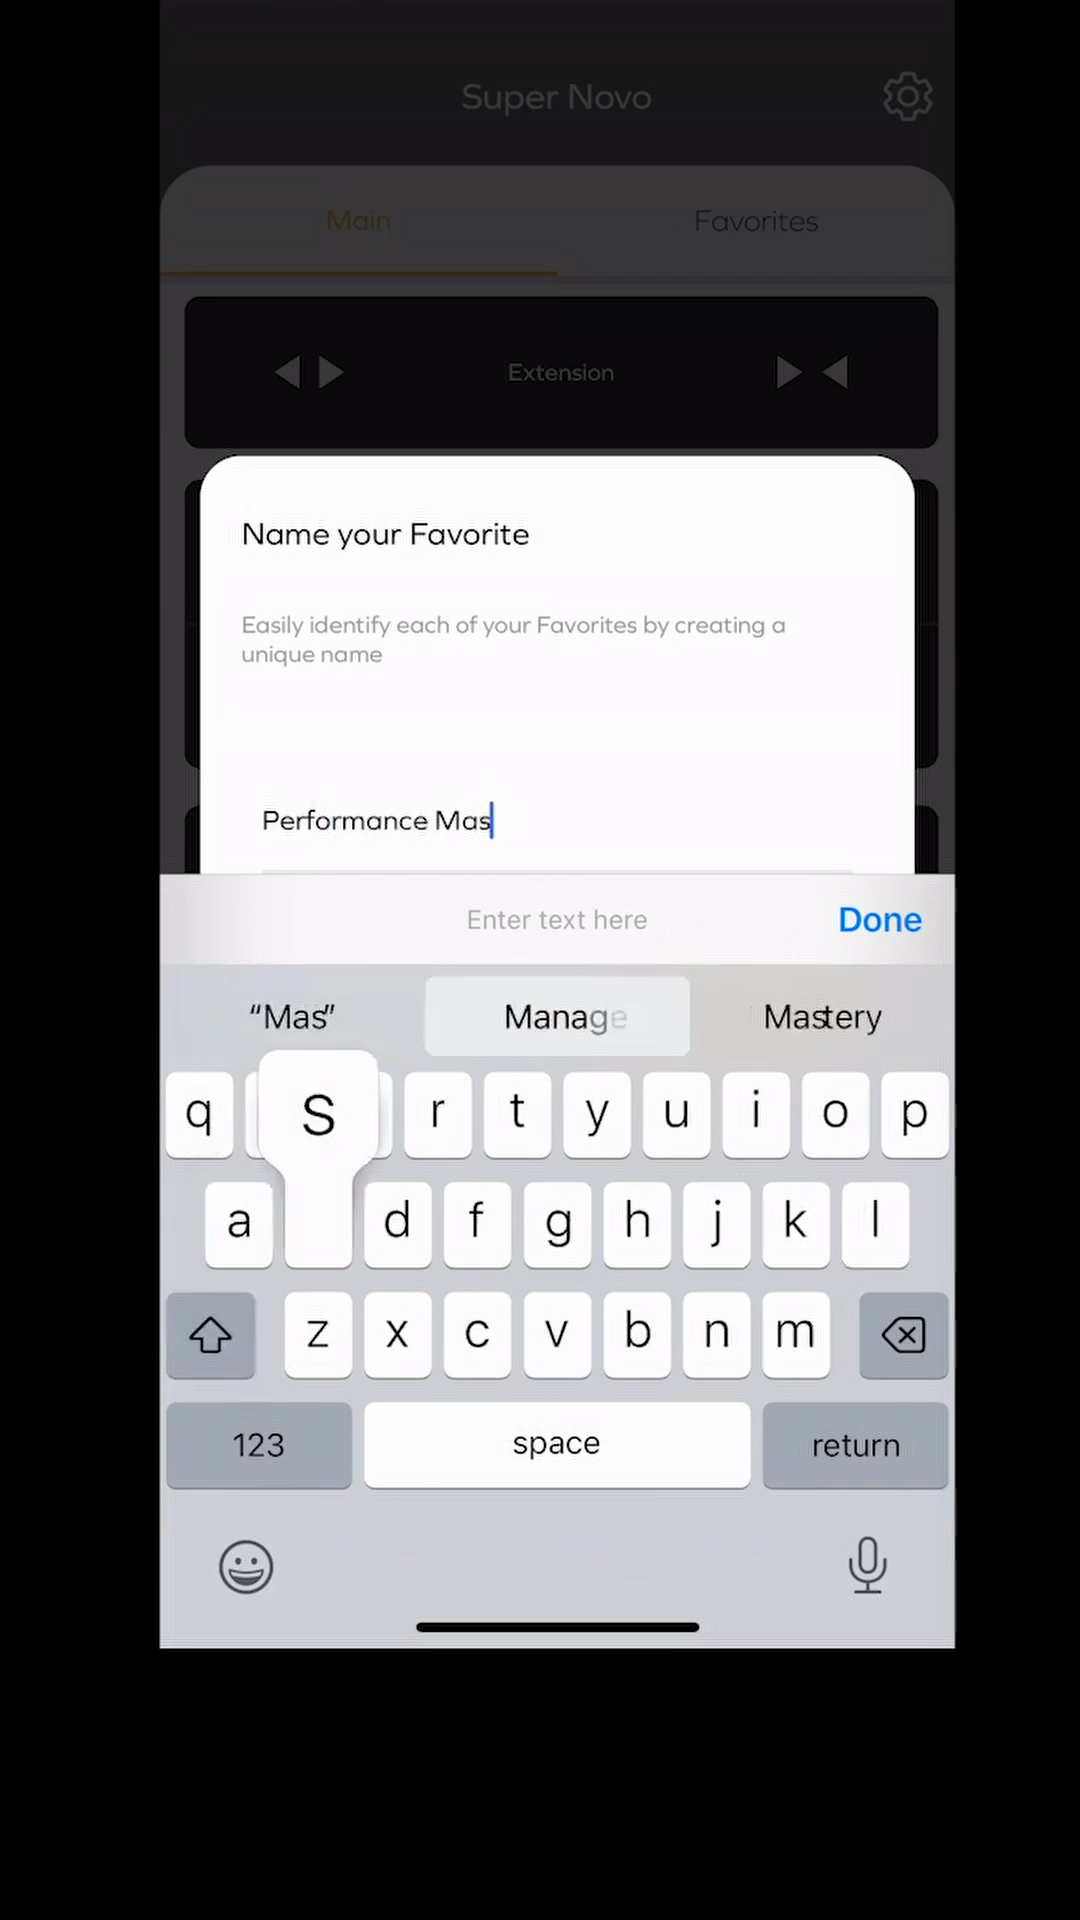 Super Novo
Main Favorites
Extension
Name your Favorite
Easily identify each of your Favorites by creating a
unique name
Performance Mas
Enter text here Done
“Mas” Manage Mastery
q r t y u i o p
S
a d f g h j k l
z x c v b n m
123 space return